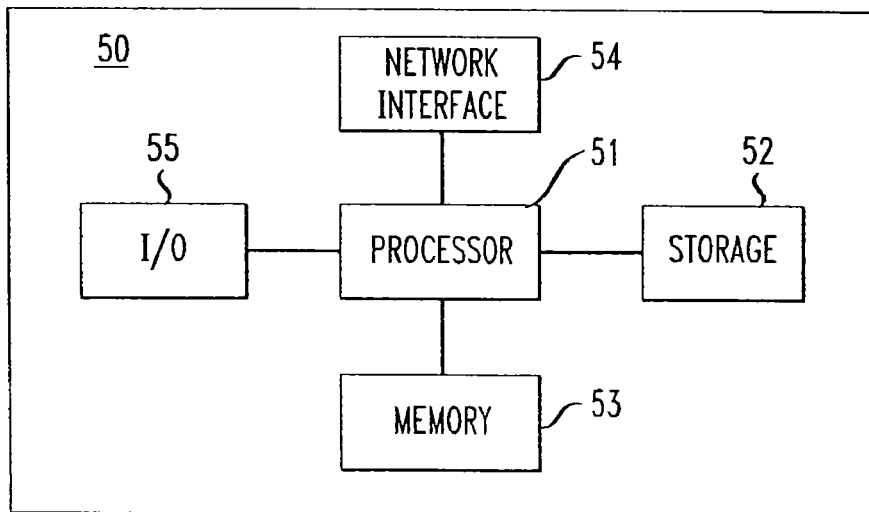 50
NETWORK
INTERFACE
54
55
51
52
I/O
PROCESSOR
STORAGE
MEMORY
53